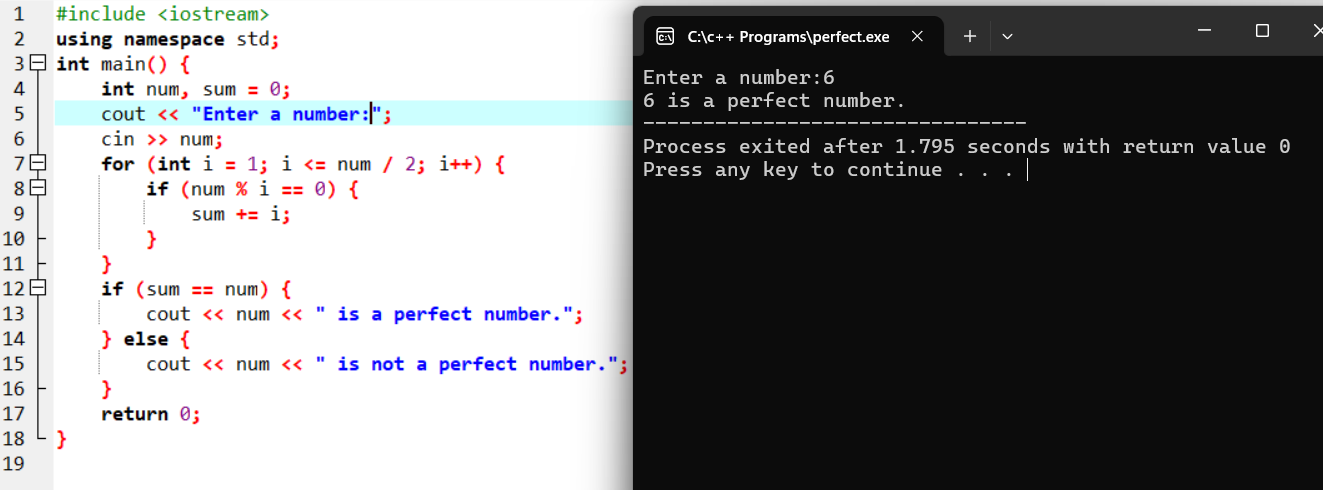 1 #include <iostream>
2 using namespace std;
3 int main() {
4     int num, sum = 0;
5     cout << "Enter a number:";
6     cin >> num;
7     for (int i = 1; i <= num / 2; i++) {
8         if (num % i == 0) {
9             sum += i;
10         }
11     }
12     if (sum == num) {
13         cout << num << " is a perfect number.";
14     } else {
15         cout << num << " is not a perfect number.";
16     }
17     return 0;
18 }
19
C:\c++ Programs\perfect.exe
Enter a number:6
6 is a perfect number.
--------------------------------
Process exited after 1.795 seconds with return value 0
Press any key to continue . . .